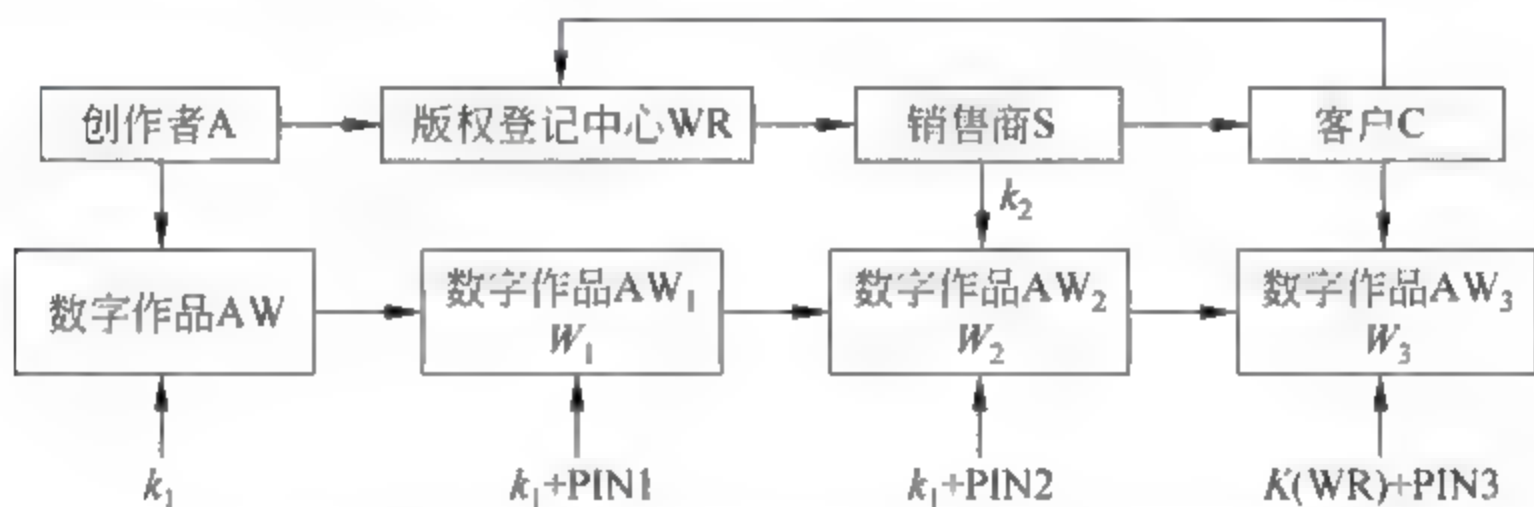 创作者A
版权登记中心WR
销售商S
客户C
k₂
数字作品AW
数字作品AW₁
W₁
数字作品AW₂
W₂
数字作品AW₃
W₃
k₁
k₁+PIN1
k₁+PIN2
K(WR)+PIN3